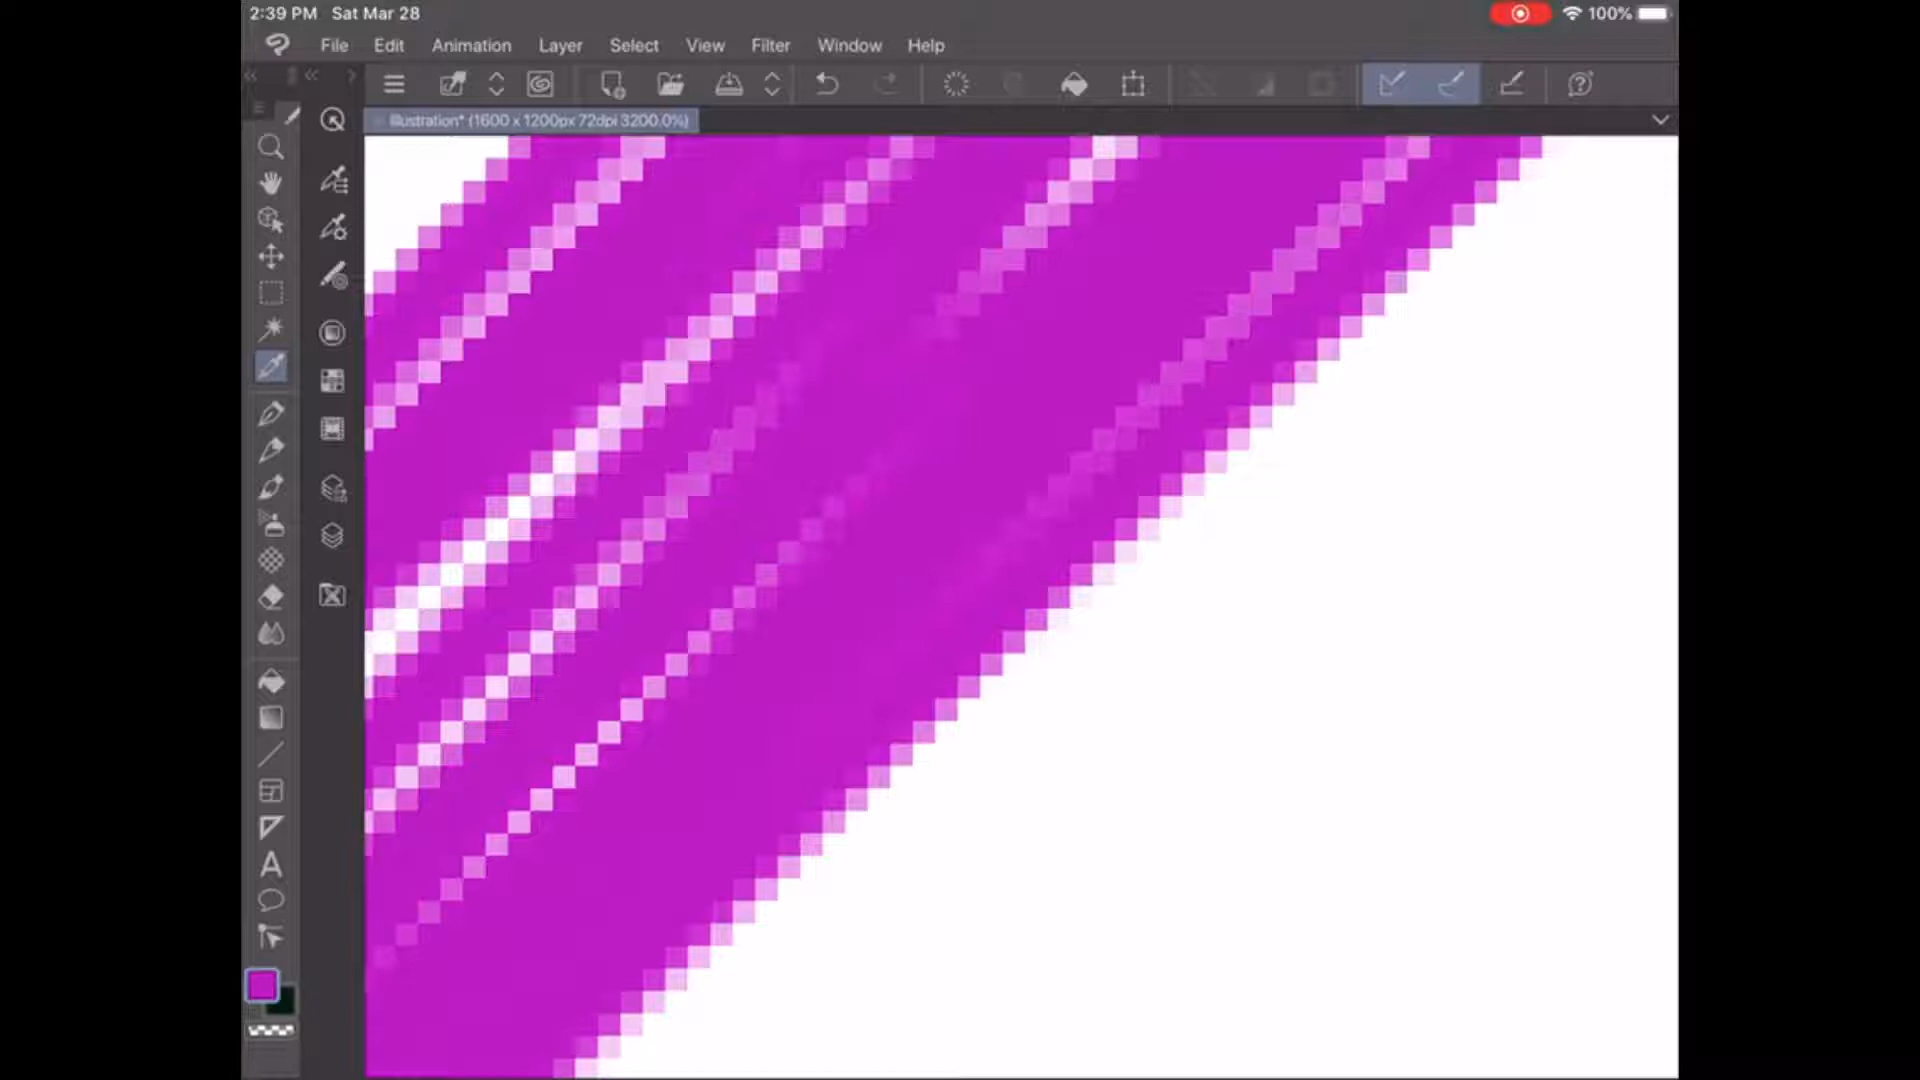 2:39 PM Sat Mar 28 100%
File Edit Animation Layer Select View Filter Window Help
Illustration* (1600 x 1200px 72dpi 3200.0%)